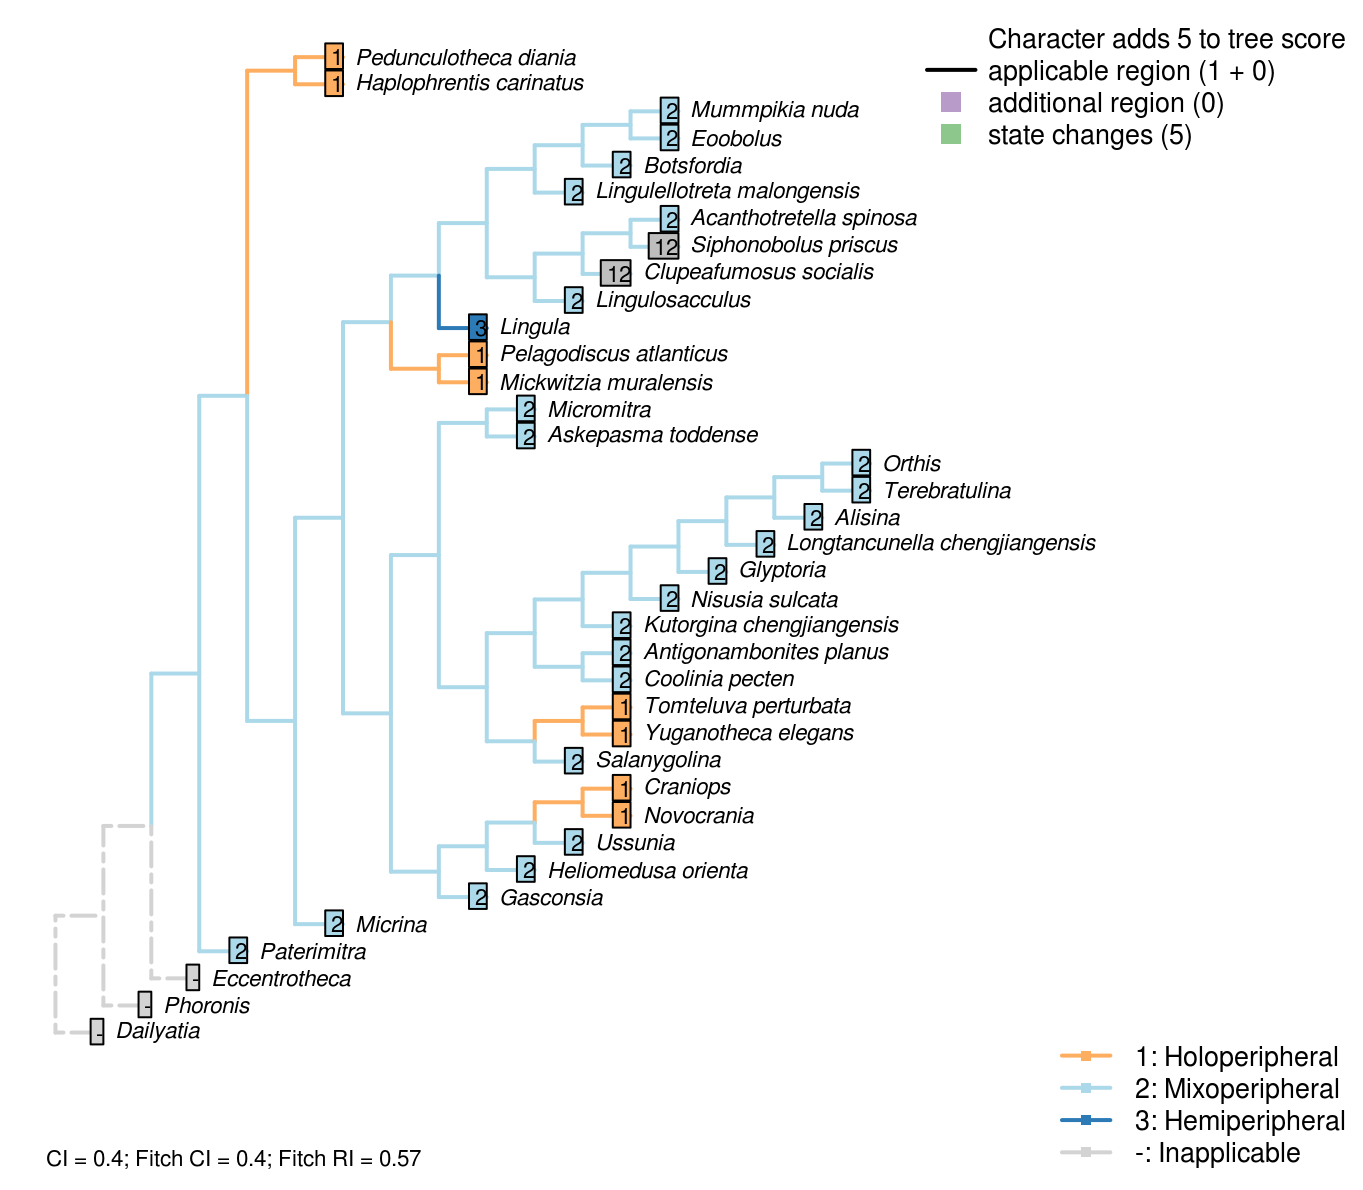 Character adds 5 to tree score
applicable region (1 + 0)
additional region (0)
state changes (5)
1 Pedunculotheca diania
1 Haplophrentis carinatus
2 Mummpikia nuda
2 Eoobolus
2 Botsfordia
2 Lingulellotreta malongensis
2 Acanthotretella spinosa
12 Siphonobolus priscus
12 Clupeafumosus socialis
2 Lingulosacculus
3 Lingula
1 Pelagodiscus atlanticus
1 Mickwitzia muralensis
2 Micromitra
2 Askepasma toddense
2 Orthis
2 Terebratulina
2 Alisina
2 Longtancunella chengjiangensis
2 Glyptoria
2 Nisusia sulcata
2 Kutorgina chengjiangensis
2 Antigonambonites planus
2 Coolinia pecten
1 Tomteluva perturbata
1 Yuganotheca elegans
2 Salanygolina
1 Craniops
1 Novocrania
2 Ussunia
2 Heliomedusa orienta
2 Gasconsia
2 Micrina
2 Paterimitra
- Eccentrotheca
- Phoronis
- Dailyatia
1: Holoperipheral
2: Mixoperipheral
3: Hemiperipheral
-: Inapplicable
CI = 0.4; Fitch CI = 0.4; Fitch RI = 0.57